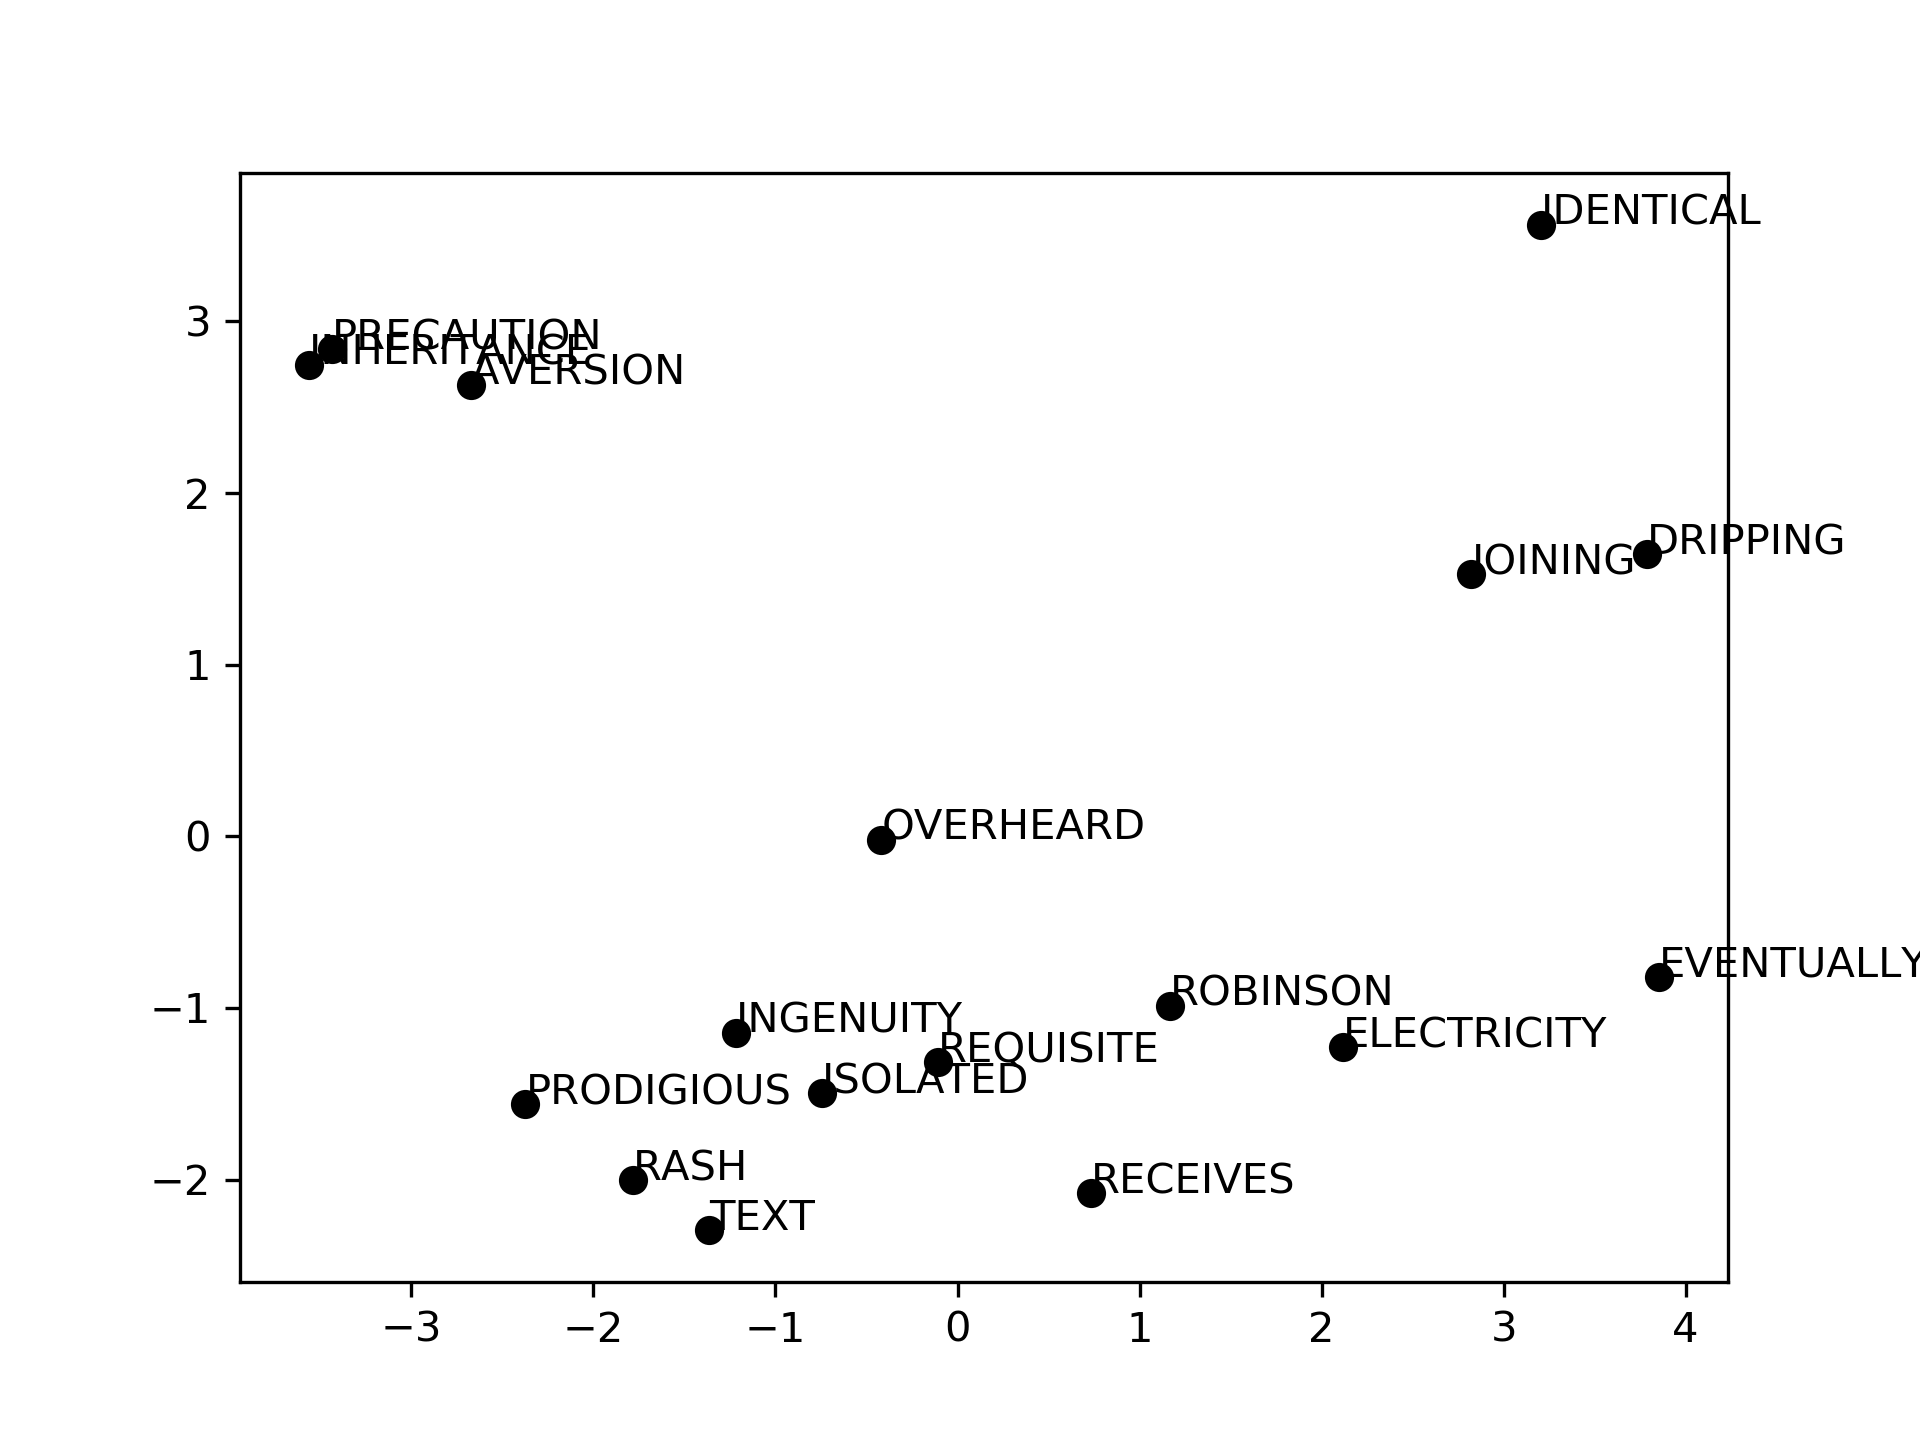 IDENTICAL
3
PRECAUTION
INHERITANCE
AVERSION
2
DRIPPING
JOINING
1
OVERHEARD
0
EVENTUALLY
ROBINSON
−1
INGENUITY
ELECTRICITY
REQUISITE
ISOLATED
PRODIGIOUS
RASH
−2
RECEIVES
TEXT
−3 −2 −1 0 1 2 3 4